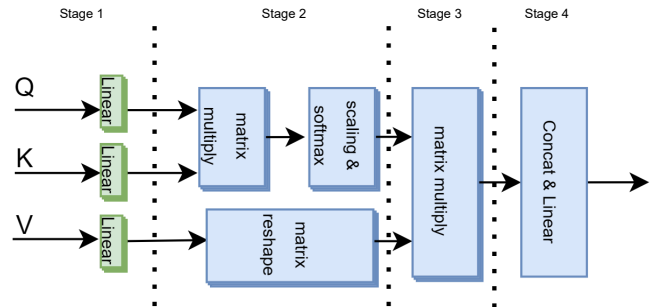 Stage 1
Stage 2
Stage 3
Stage 4
Q
Linear
K
Linear
V
Linear
matrix
multiply
scaling &
softmax
matrix
reshape
matrix multiply
Concat & Linear